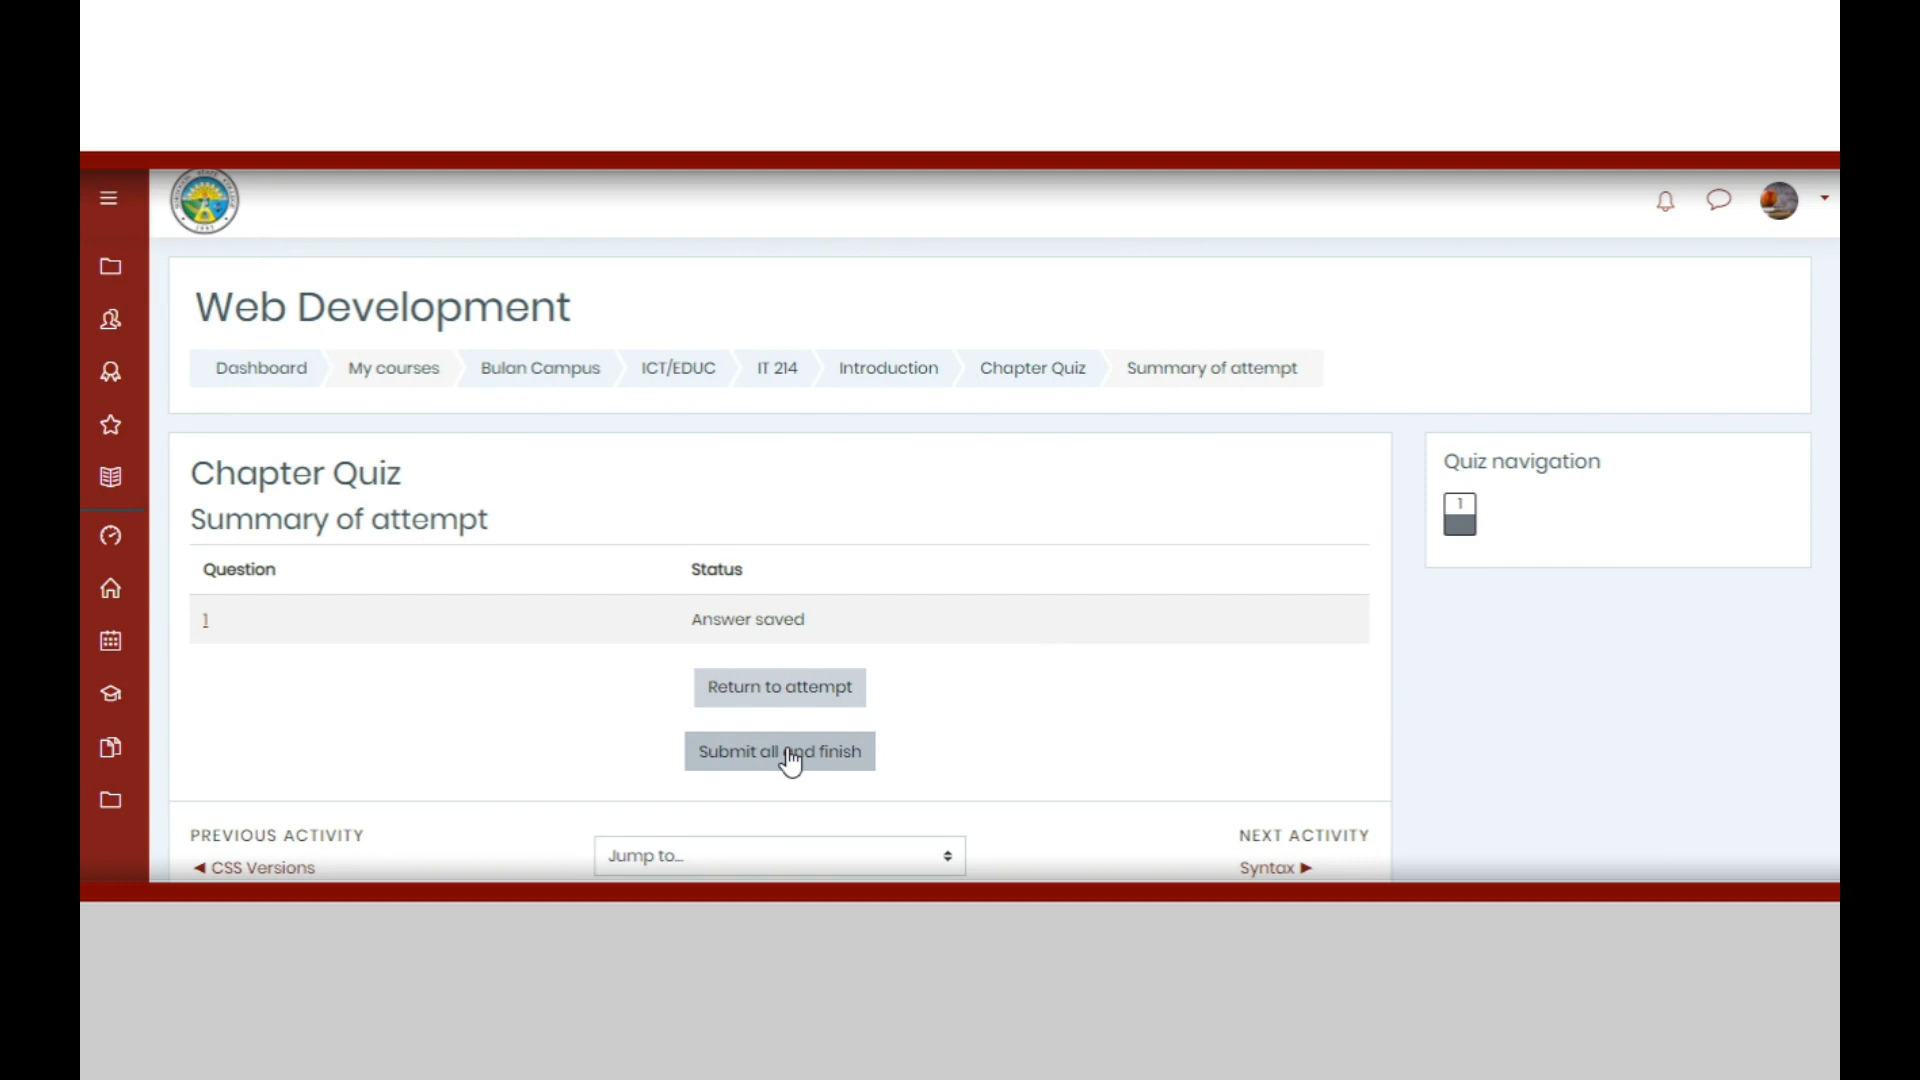 Web Development
Dashboard My courses Bulan Campus ICT/EDUC IT 214 Introduction Chapter Quiz Summary of attempt
Chapter Quiz
Summary of attempt
Question Status
1 Answer saved
Return to attempt
Submit all and finish
PREVIOUS ACTIVITY
◄ CSS Versions
Jump to...
NEXT ACTIVITY
Syntax ►
Quiz navigation
1